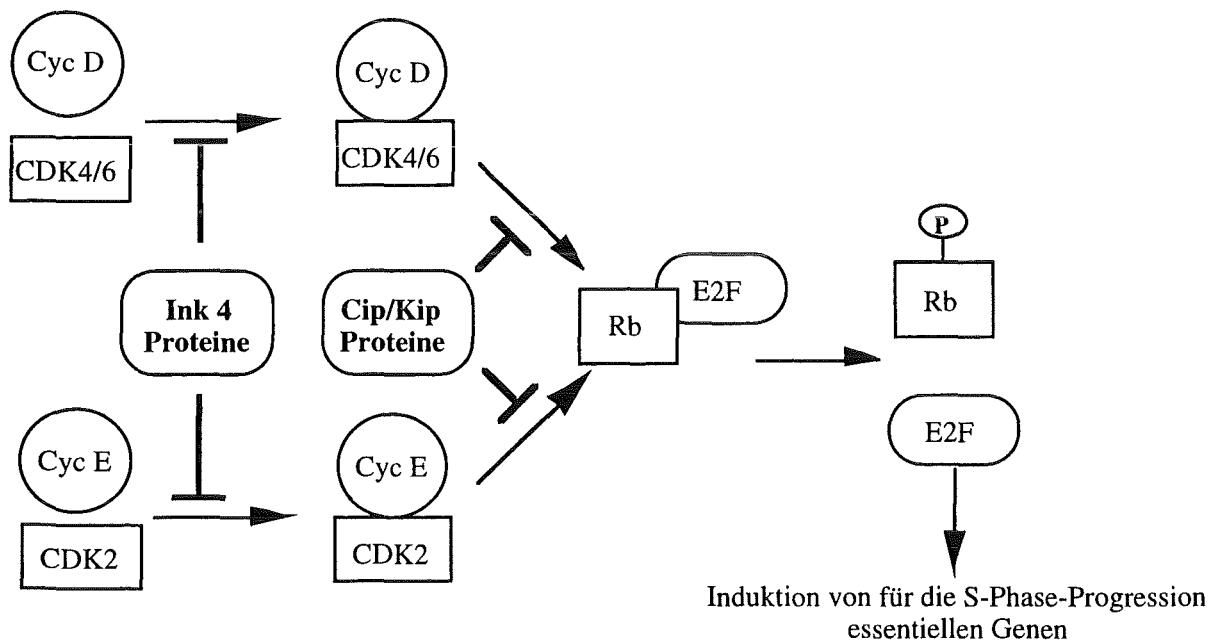 Cyc D
CDK4/6
Cyc D
CDK4/6
Ink 4
Proteine
Cip/Kip
Proteine
Cyc E
CDK2
Cyc E
CDK2
Rb
E2F
P
Rb
E2F
Induktion von für die S-Phase-Progression
essentiellen Genen